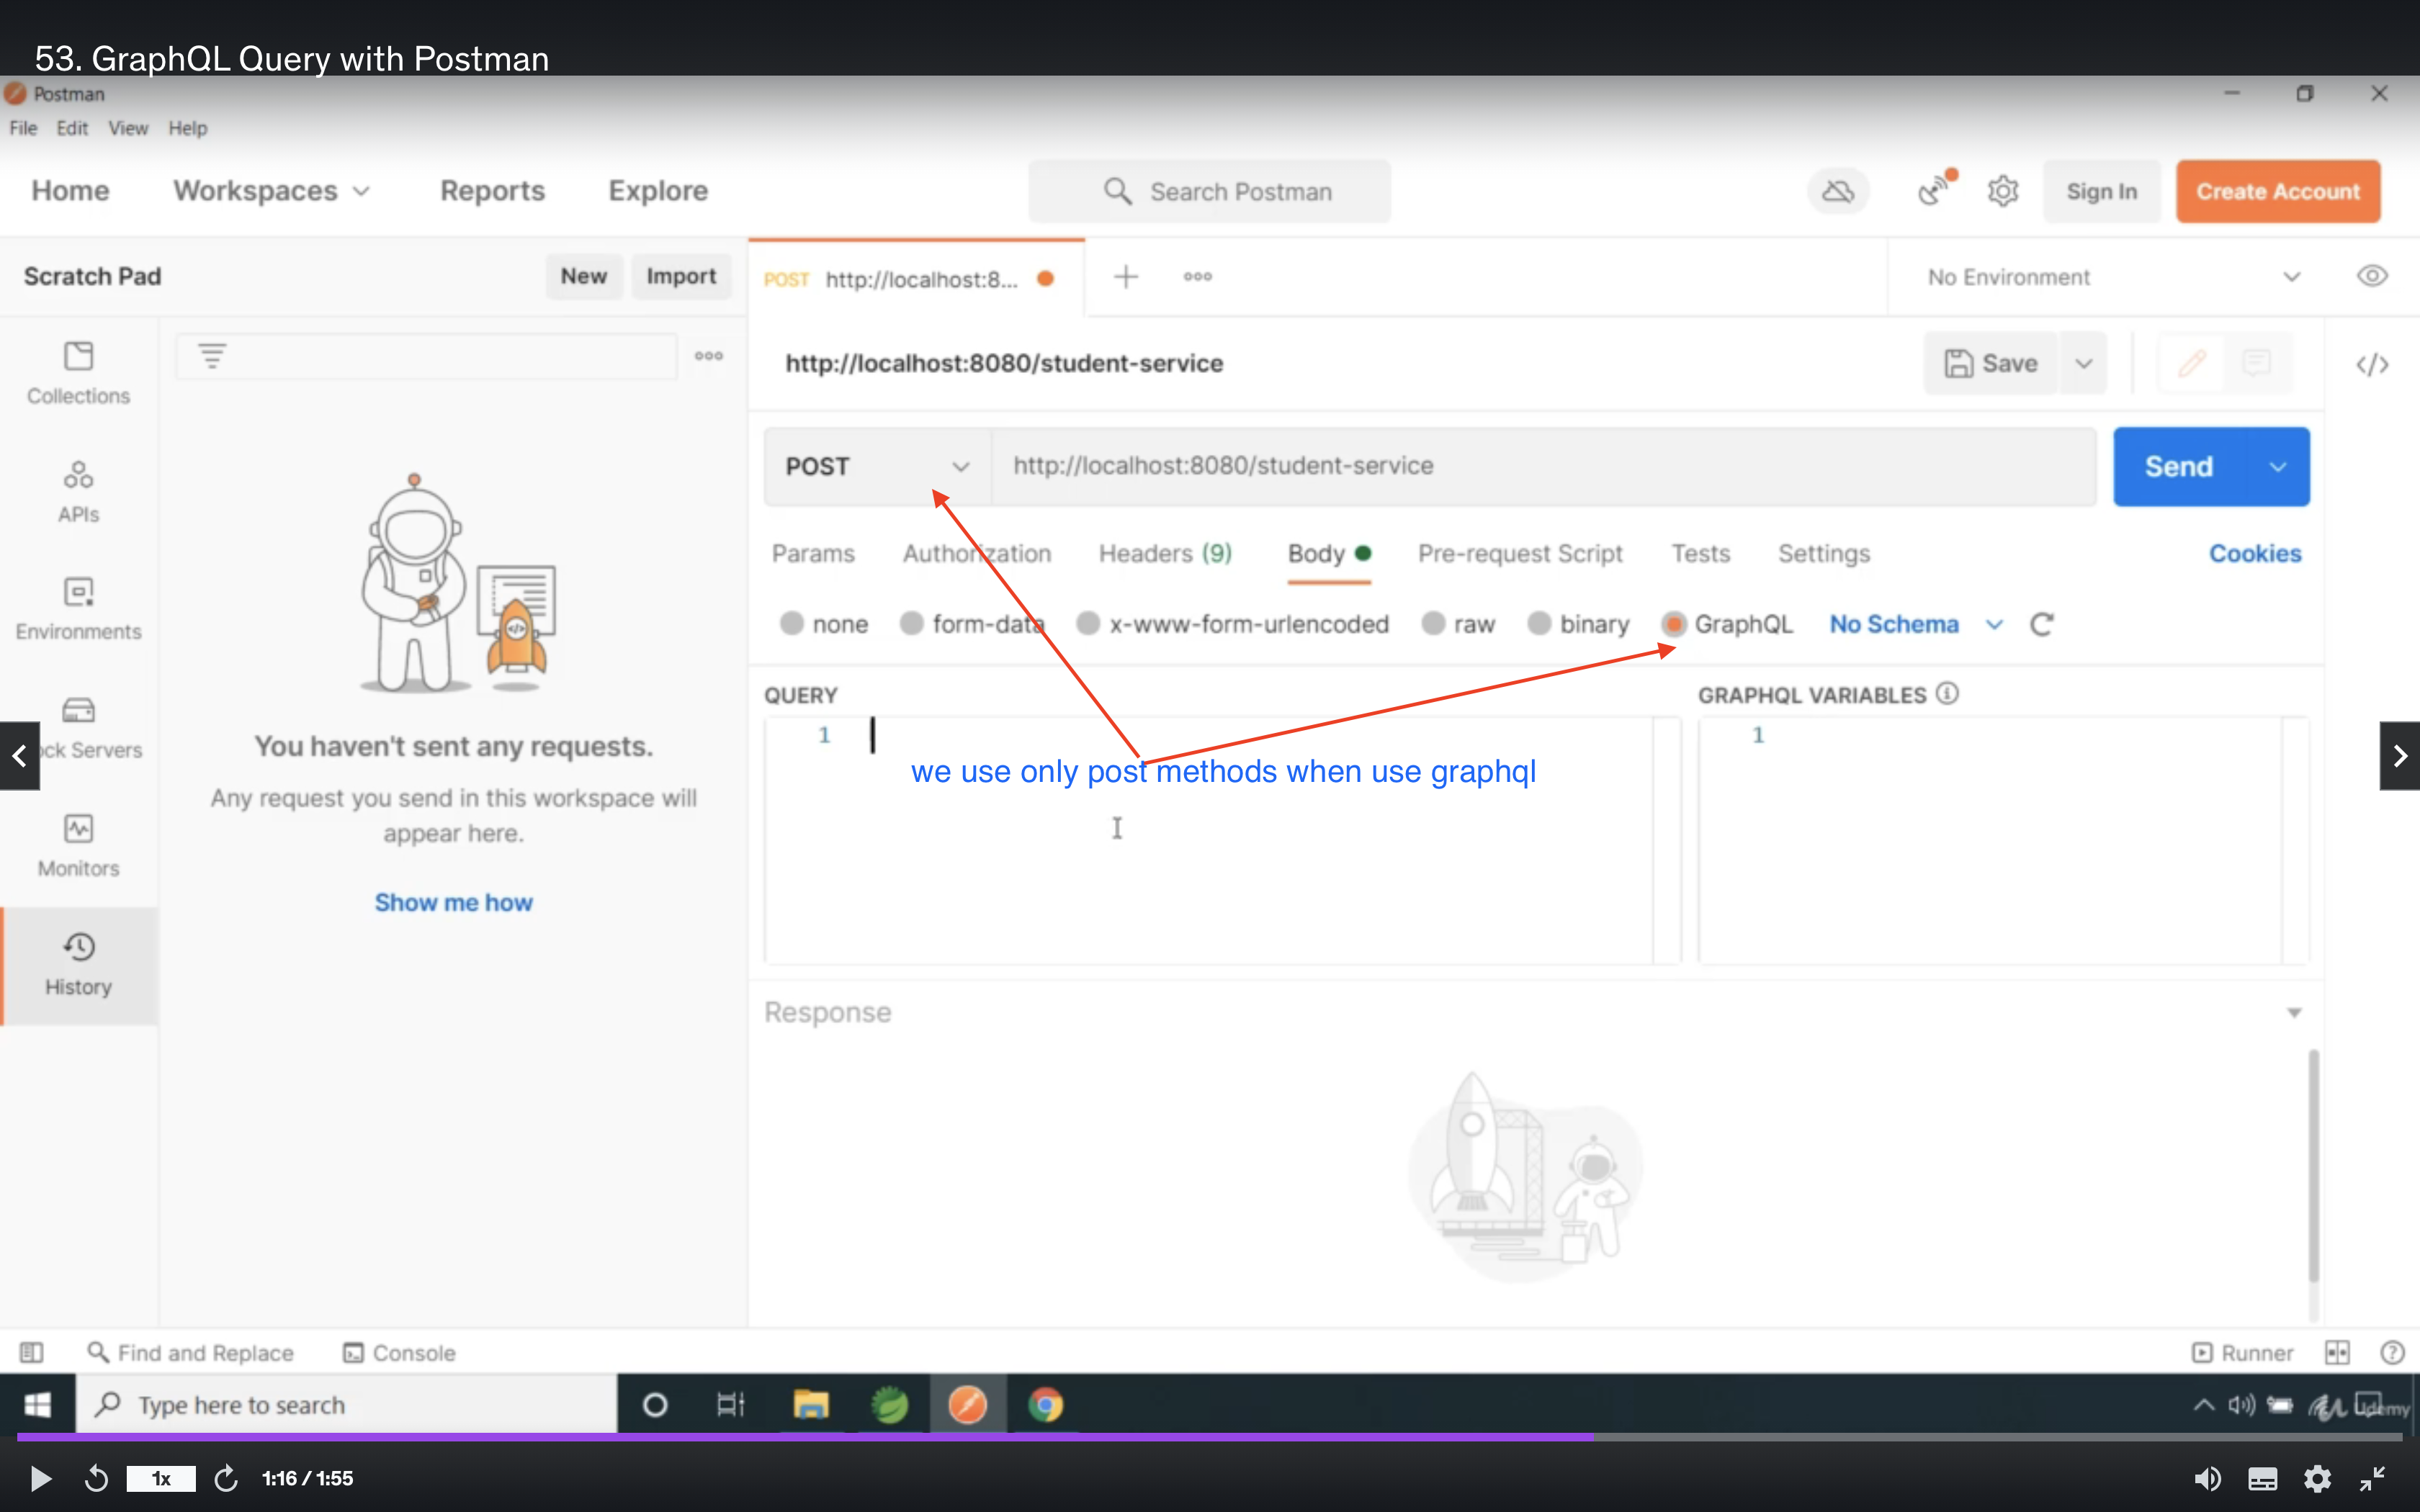 53. GraphQL Query with Postman
Postman
File Edit View Help
Home Workspaces Reports Explore
Search Postman
Sign In
Create Account
Scratch Pad
New
Import
POST http://localhost:8...
No Environment
Collections
APIs
Environments
ck Servers
Monitors
History
You haven't sent any requests.
Any request you send in this workspace will
appear here.
Show me how
http://localhost:8080/student-service
Save
POST
http://localhost:8080/student-service
Send
Params Authorization Headers (9) Body Pre-request Script Tests Settings Cookies
none form-data x-www-form-urlencoded raw binary GraphQL No Schema
QUERY
1
we use only post methods when use graphql
GRAPHQL VARIABLES
1
Response
Find and Replace
Console
Runner
Type here to search
Udemy
1x
1:16 / 1:55